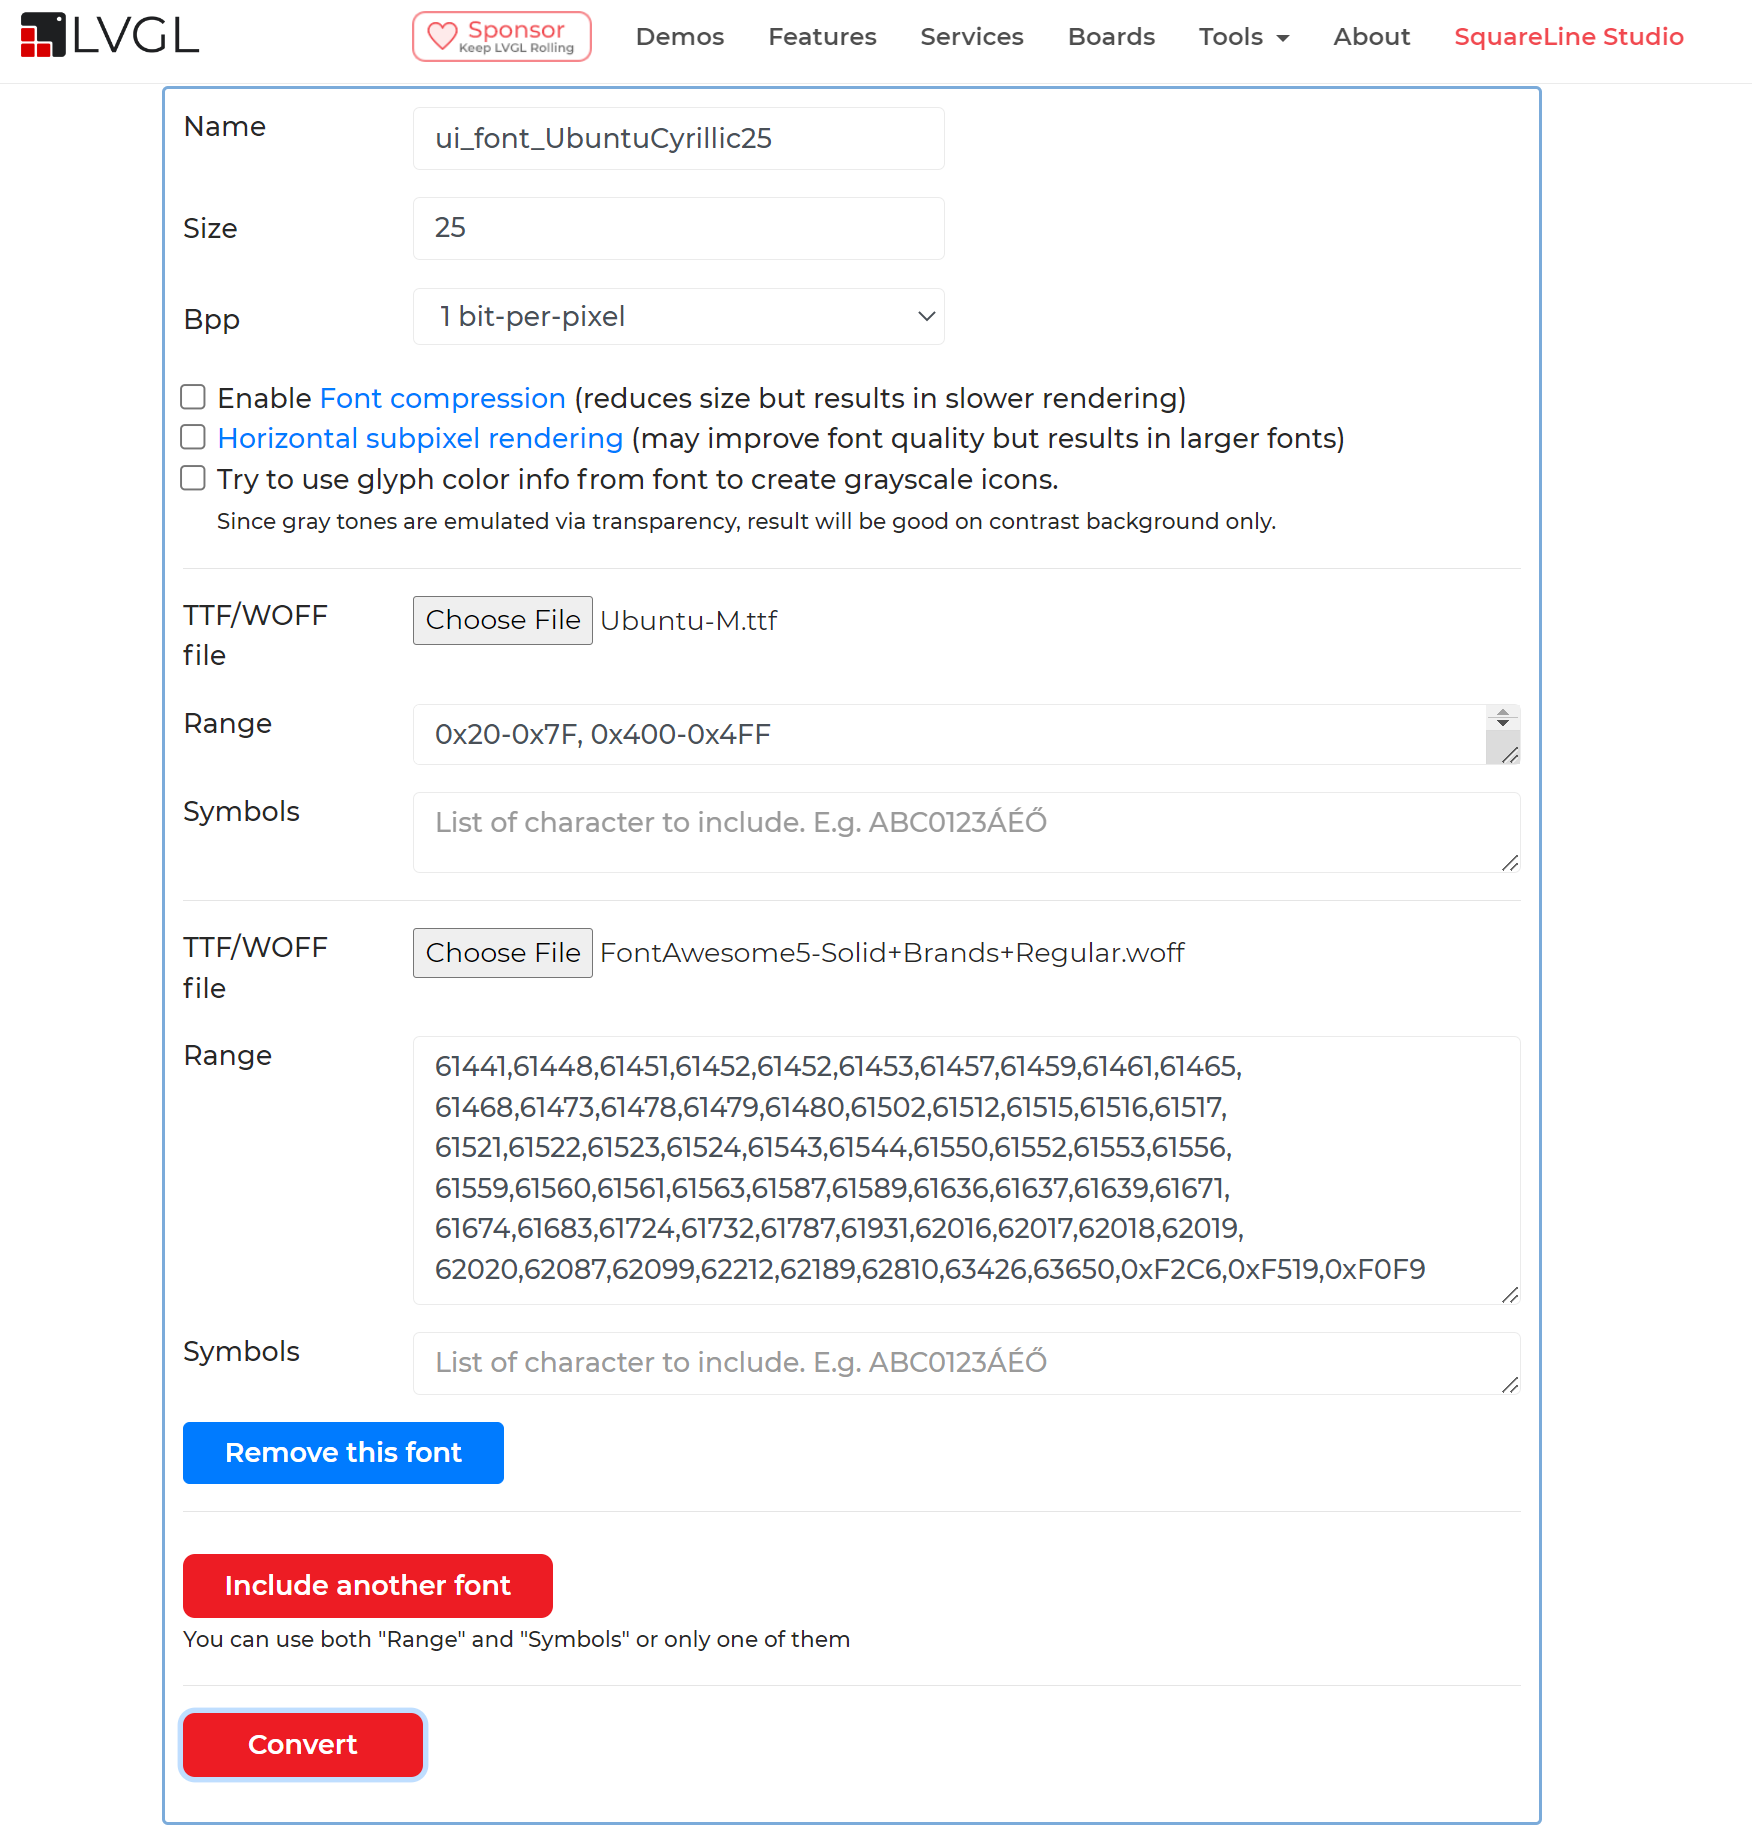 LVGL
Sponsor
Keep LVGL Rolling
Demos
Features
Services
Boards
Tools
About
SquareLine Studio
Name
ui_font_UbuntuCyrillic25
Size
25
Bpp
1 bit-per-pixel
Enable Font compression (reduces size but results in slower rendering)
Horizontal subpixel rendering (may improve font quality but results in larger fonts)
Try to use glyph color info from font to create grayscale icons.
Since gray tones are emulated via transparency, result will be good on contrast background only.
TTF/WOFF
file
Choose File Ubuntu-M.ttf
Range
0x20-0x7F, 0x400-0x4FF
Symbols
List of character to include. E.g. ABC0123ÁÉŐ
TTF/WOFF
file
Choose File FontAwesome5-Solid+Brands+Regular.woff
Range
61441,61448,61451,61452,61452,61453,61457,61459,61461,61465,
61468,61473,61478,61479,61480,61502,61512,61515,61516,61517,
61521,61522,61523,61524,61543,61544,61550,61552,61553,61556,
61559,61560,61561,61563,61587,61589,61636,61637,61639,61671,
61674,61683,61724,61732,61787,61931,62016,62017,62018,62019,
62020,62087,62099,62212,62189,62810,63426,63650,0xF2C6,0xF519,0xF0F9
Symbols
List of character to include. E.g. ABC0123ÁÉŐ
Remove this font
Include another font
You can use both "Range" and "Symbols" or only one of them
Convert